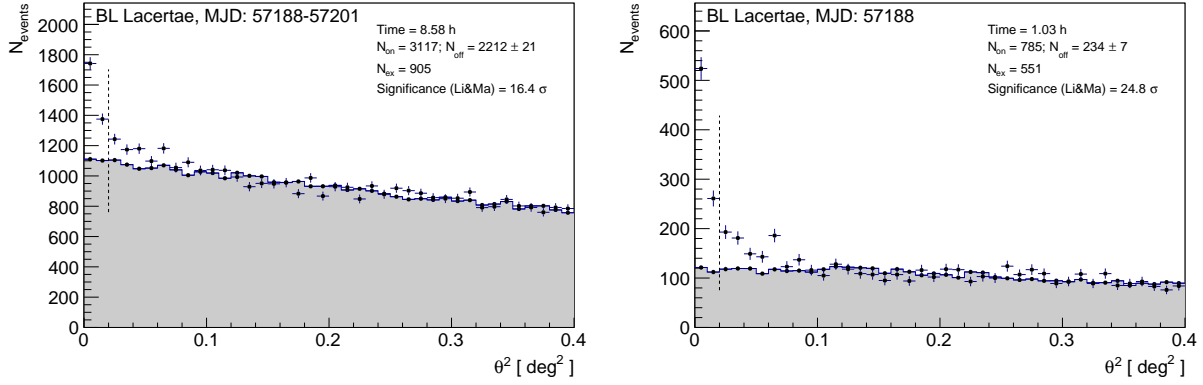 BL Lacertae, MJD: 57188-57201
Time = 8.58 h
N_on = 3117; N_off = 2212 ± 21
N_ex = 905
Significance (Li&Ma) = 16.4 σ
N_events
2000
1800
1600
1400
1200
1000
800
600
400
200
0
0 0.1 0.2 0.3 0.4
θ² [ deg² ]
BL Lacertae, MJD: 57188
Time = 1.03 h
N_on = 785; N_off = 234 ± 7
N_ex = 551
Significance (Li&Ma) = 24.8 σ
N_events
600
500
400
300
200
100
0
0 0.1 0.2 0.3 0.4
θ² [ deg² ]